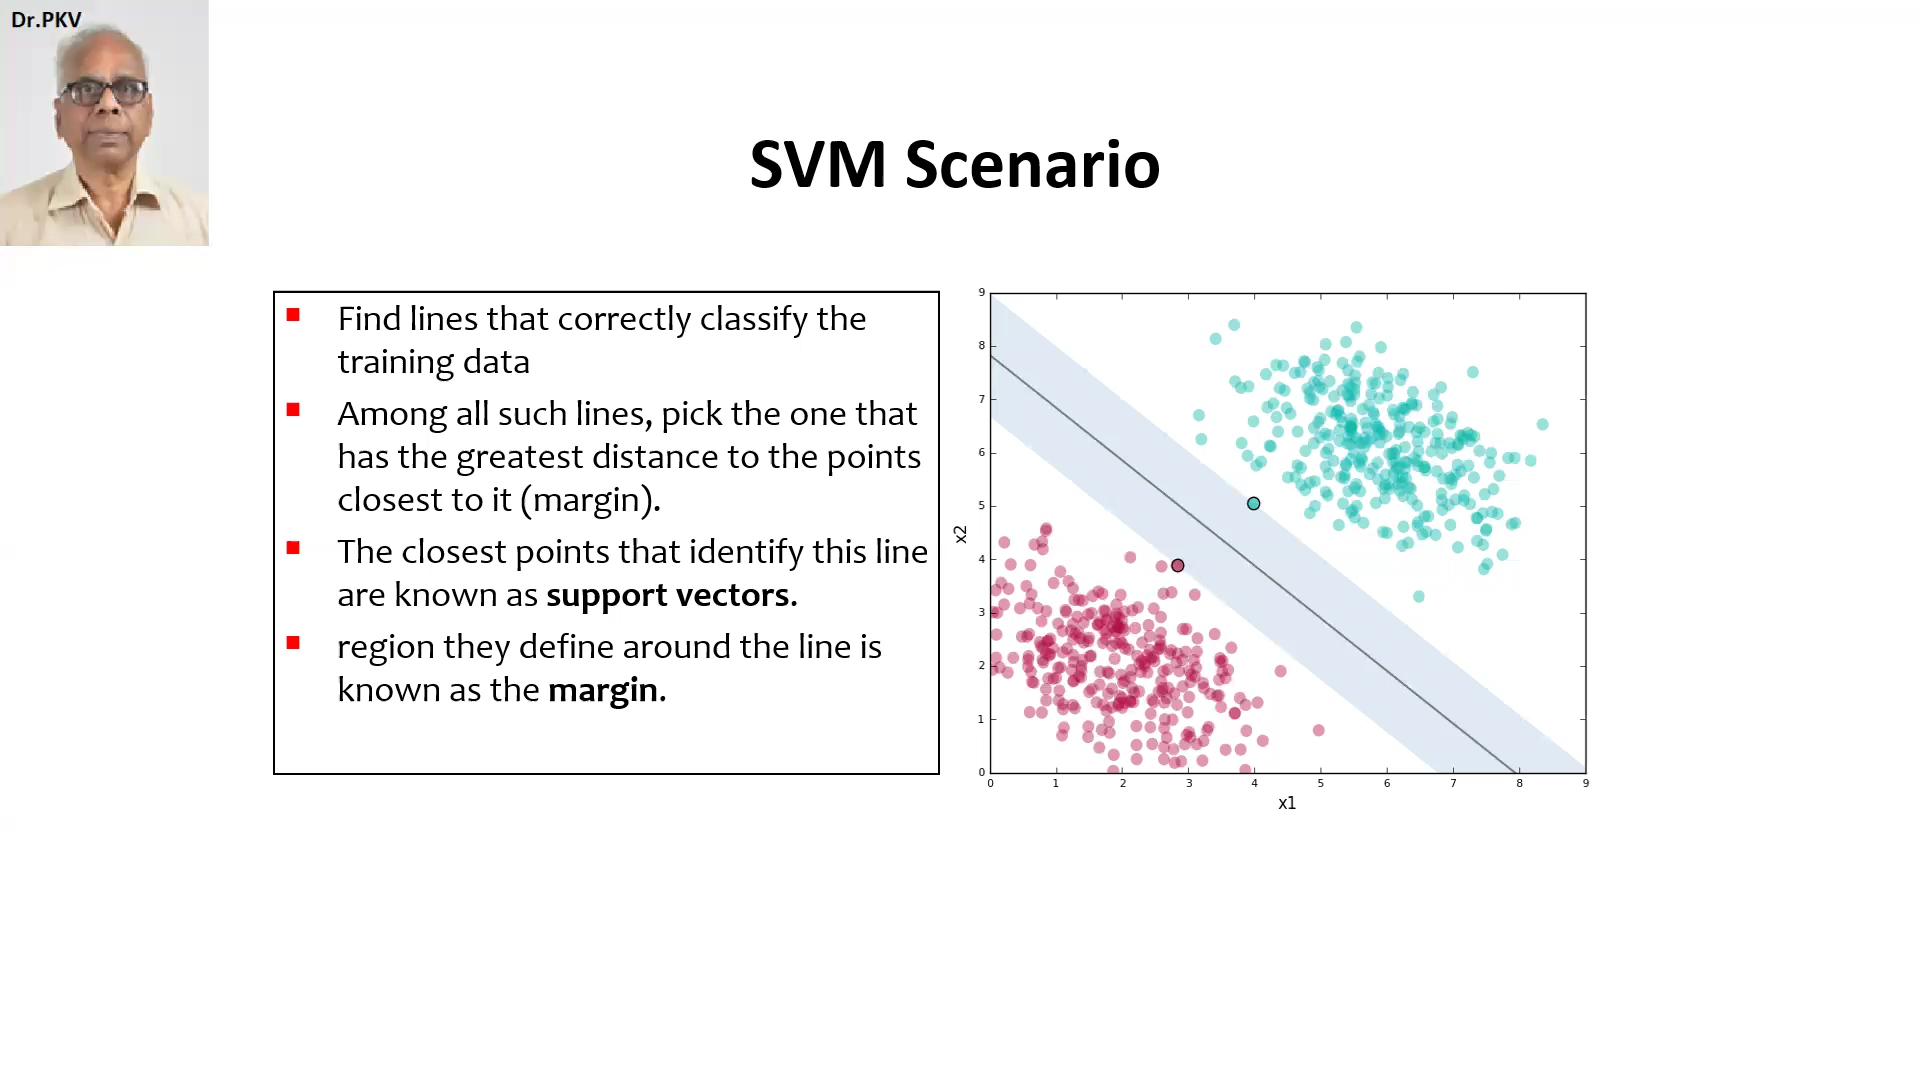 Dr.PKV
SVM Scenario
Find lines that correctly classify the
training data
Among all such lines, pick the one that
has the greatest distance to the points
closest to it (margin).
The closest points that identify this line
are known as support vectors.
region they define around the line is
known as the margin.
9
8
7
6
5
4
3
2
1
0
x2
0 1 2 3 4 5 6 7 8 9
x1